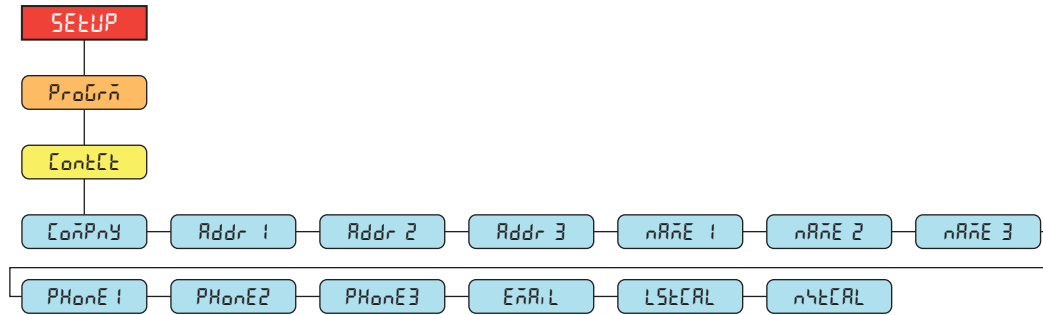 SEtUP
ProGrm
ContCt
ComPnY Addr 1 Addr 2 Addr 3 nAmE 1 nAmE 2 nAmE 3
PHonE1 PHonE2 PHonE3 EmAiL LStCAL nXtCAL